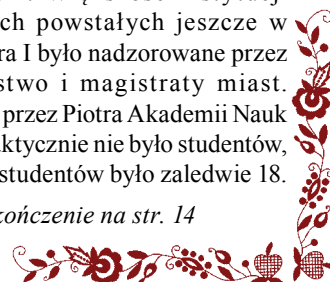 ch powstałych jeszcze w
ra I było nadzorowane przez
stwo i magistraty miast.
przez Piotra Akademii Nauk
aktycznie nie było studentów,
studentów było zaledwie 18.
kończenie na str. 14